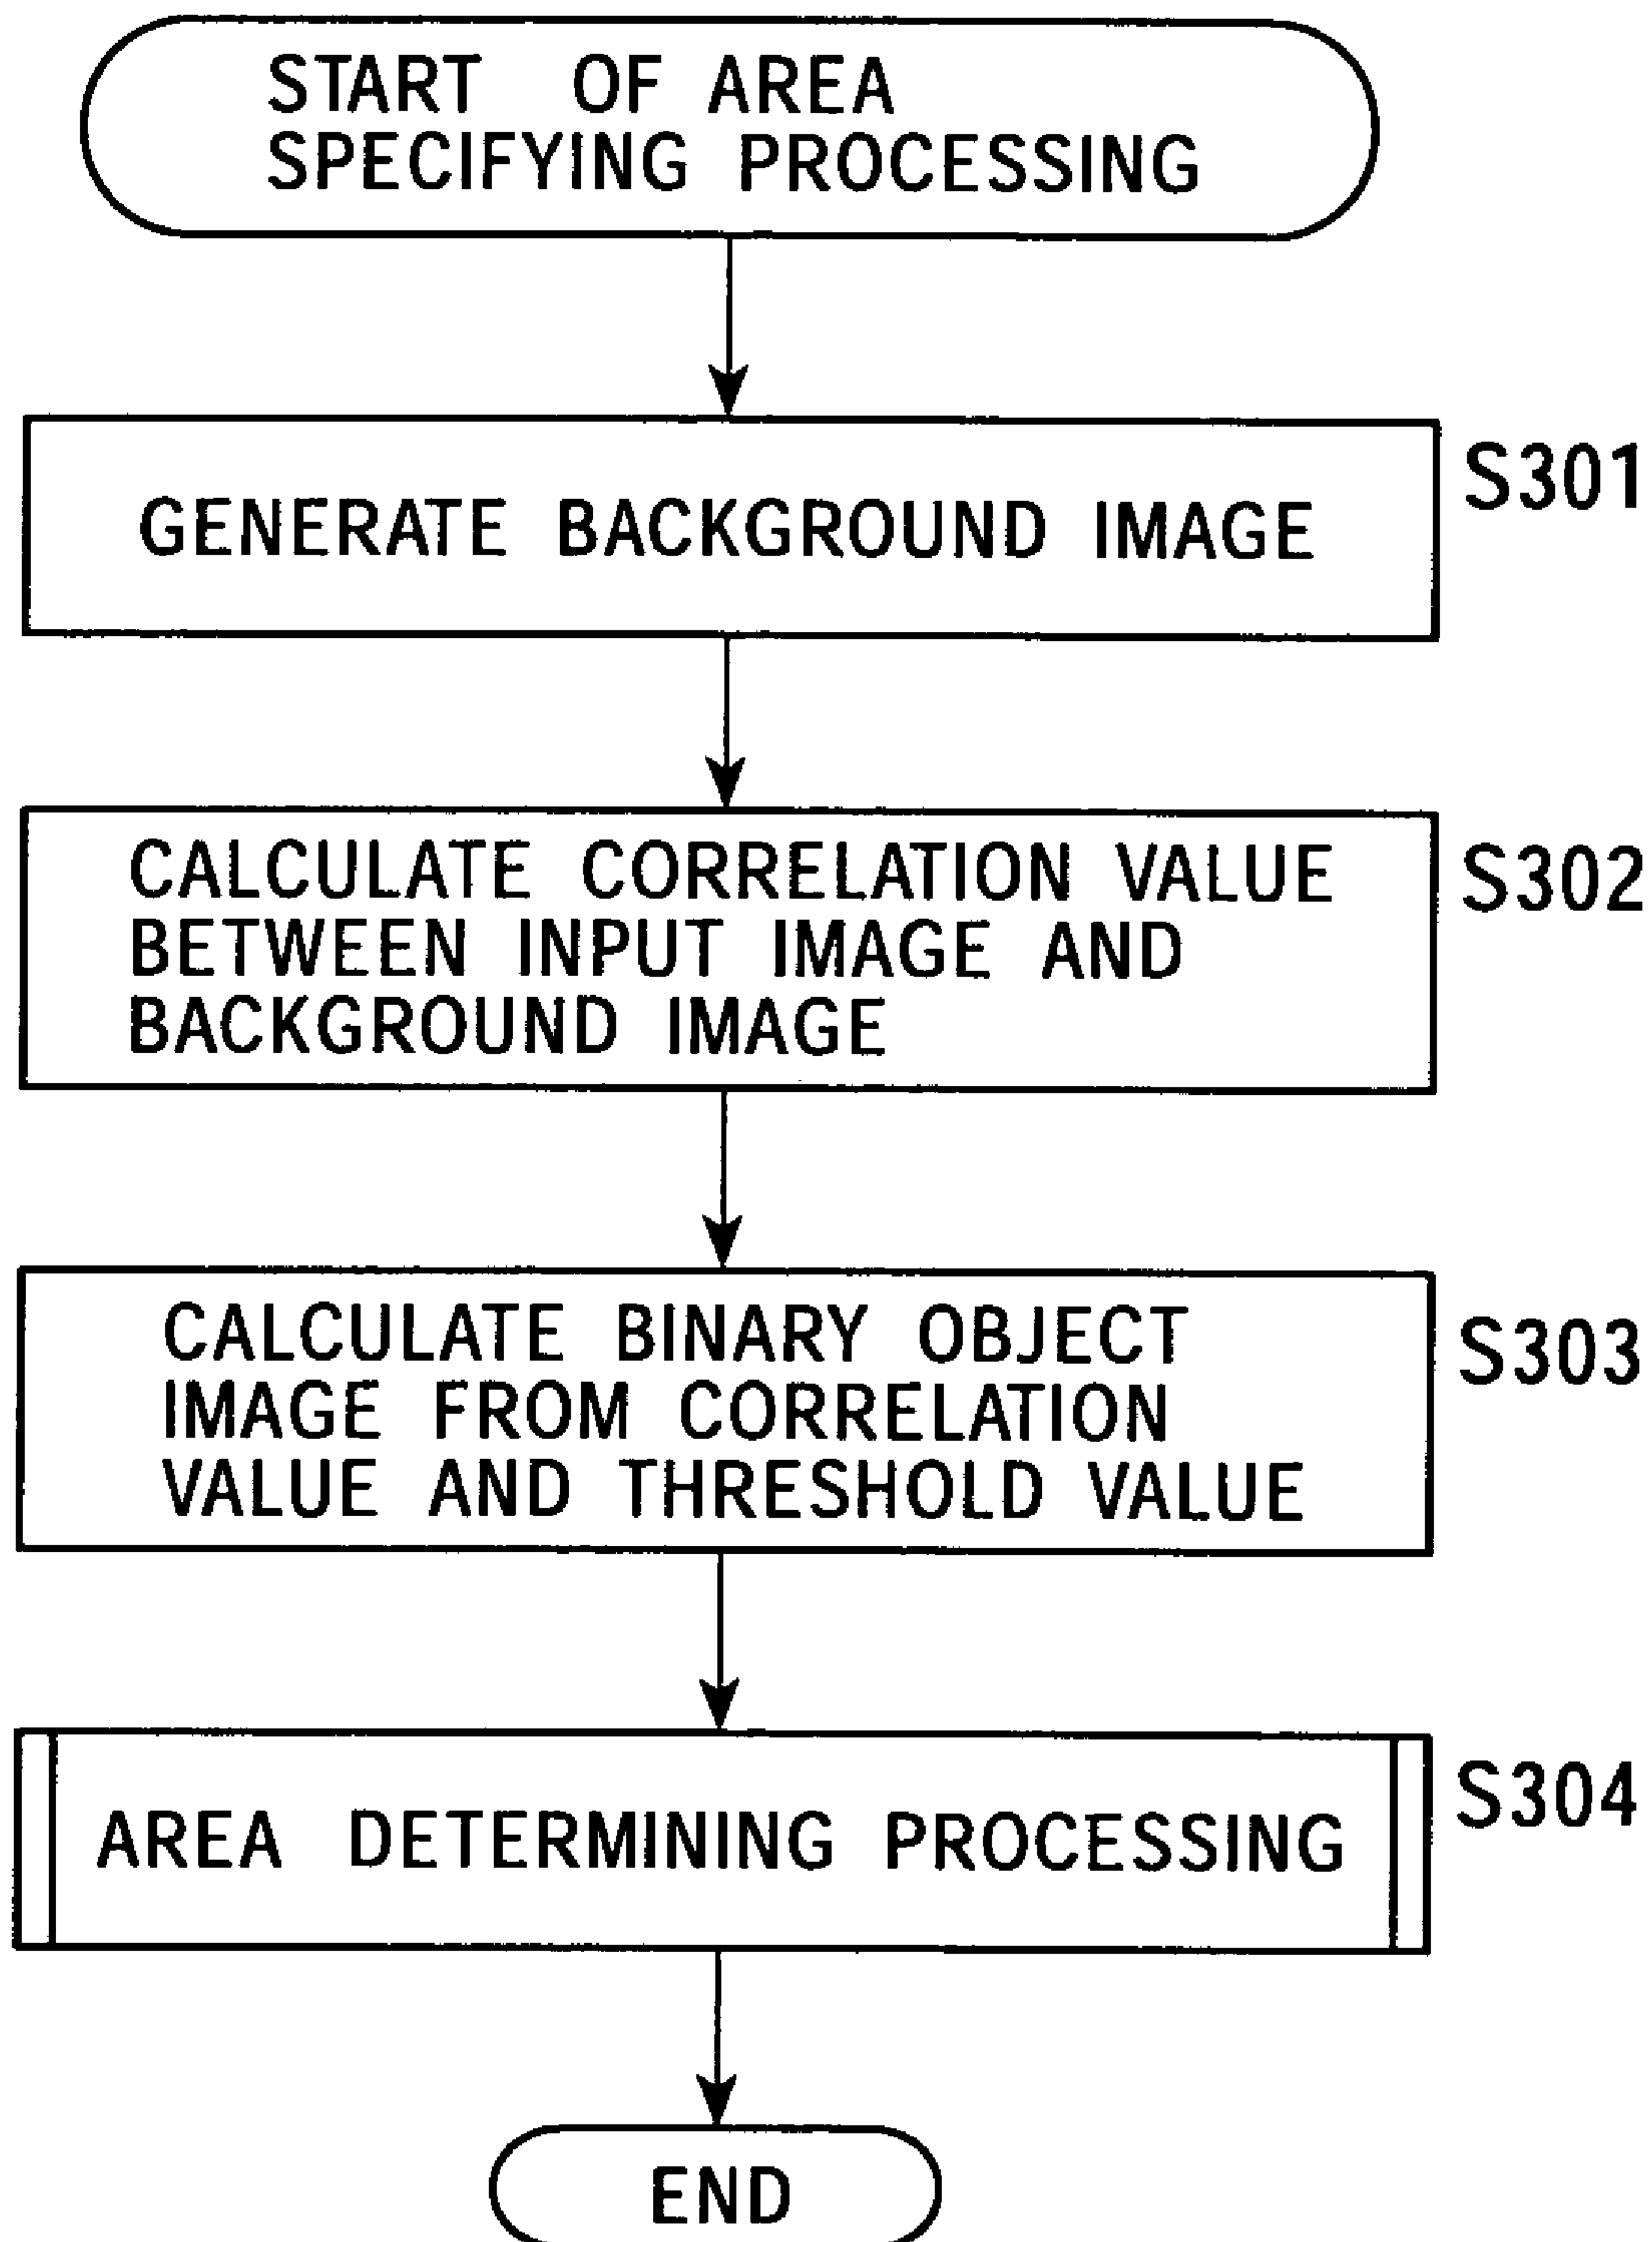 START OF AREA
SPECIFYING PROCESSING
S301
GENERATE BACKGROUND IMAGE
S302
CALCULATE CORRELATION VALUE
BETWEEN INPUT IMAGE AND
BACKGROUND IMAGE
S303
CALCULATE BINARY OBJECT
IMAGE FROM CORRELATION
VALUE AND THRESHOLD VALUE
S304
AREA DETERMINING PROCESSING
END